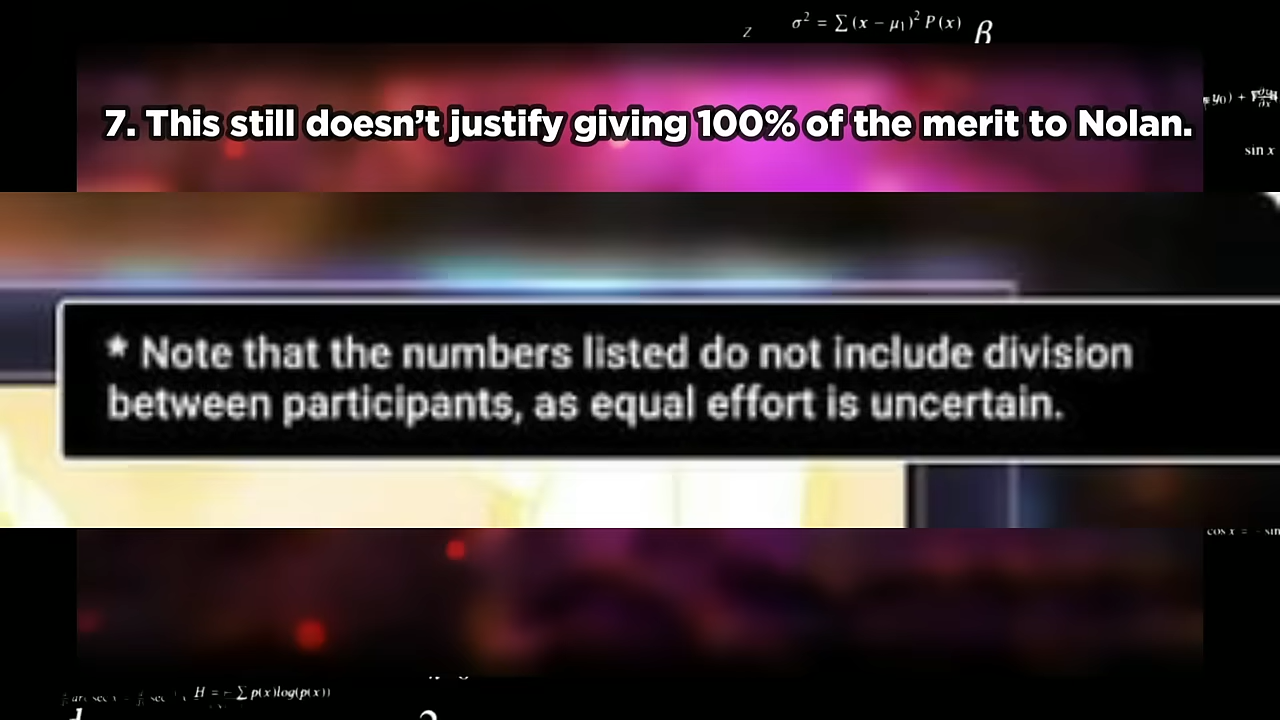 z
σ² = ∑ (x − μ₁)² P(x)
β
7. This still doesn’t justify giving 100% of the merit to Nolan.
sin x
* Note that the numbers listed do not include division
between participants, as equal effort is uncertain.
H = − ∑ p(x)log(p(x))